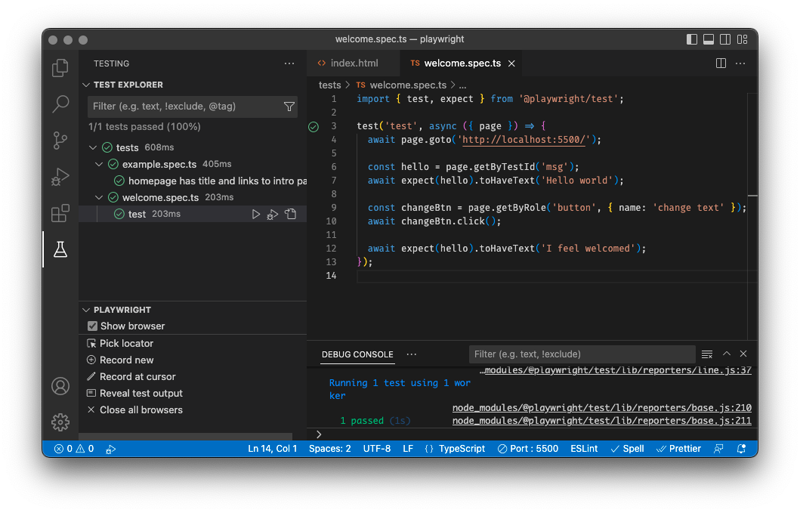 welcome.spec.ts — playwright
TESTING
TEST EXPLORER
Filter (e.g. text, !exclude, @tag)
1/1 tests passed (100%)
tests 608ms
example.spec.ts 405ms
homepage has title and links to intro pa
welcome.spec.ts 203ms
test 203ms
PLAYWRIGHT
Show browser
Pick locator
Record new
Record at cursor
Reveal test output
Close all browsers
index.html
TS welcome.spec.ts
tests > TS welcome.spec.ts > ...
1 import { test, expect } from '@playwright/test';
2
3 test('test', async ({ page }) => {
4 await page.goto('http://localhost:5500/');
5
6 const hello = page.getByTestId('msg');
7 await expect(hello).toHaveText('Hello world');
8
9 const changeBtn = page.getByRole('button', { name: 'change text' });
10 await changeBtn.click();
11
12 await expect(hello).toHaveText('I feel welcomed');
13 });
14
DEBUG CONSOLE
Filter (e.g. text, !exclude)
…modules/@playwright/test/lib/reporters/line.js:37
Running 1 test using 1 wor
ker
node_modules/@playwright/test/lib/reporters/base.js:210
1 passed (1s) node_modules/@playwright/test/lib/reporters/base.js:211
>
0 0
Ln 14, Col 1 Spaces: 2 UTF-8 LF {} TypeScript Port : 5500 ESLint Spell Prettier